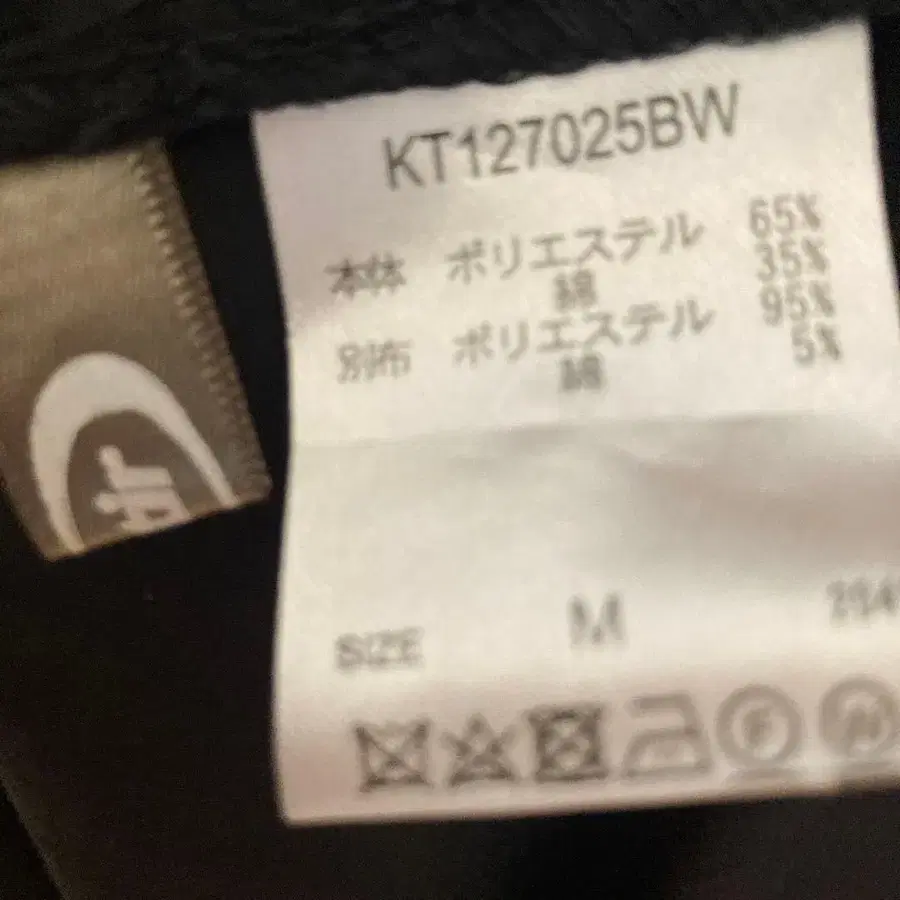 KT127025BW
本体 ポリエステル 65%
綿 35%
別布 ポリエステル 95%
綿 5%
SIZE M
F
W